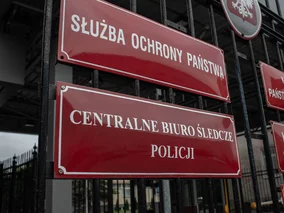 SŁUŻBA OCHRONY PAŃSTWA
CENTRALNE BIURO ŚLEDCZE
POLICJI